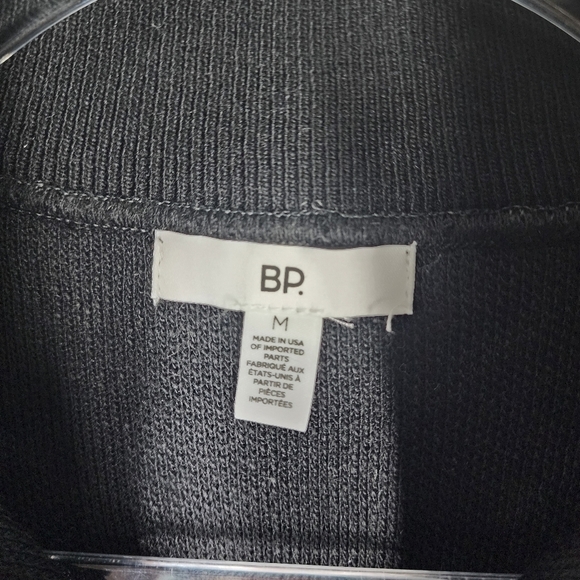 BP.
M
MADE IN USA
OF IMPORTED
PARTS
FABRIQUÉ AUX
ÉTATS-UNIS À
PARTIR DE
PIÈCES
IMPORTÉES